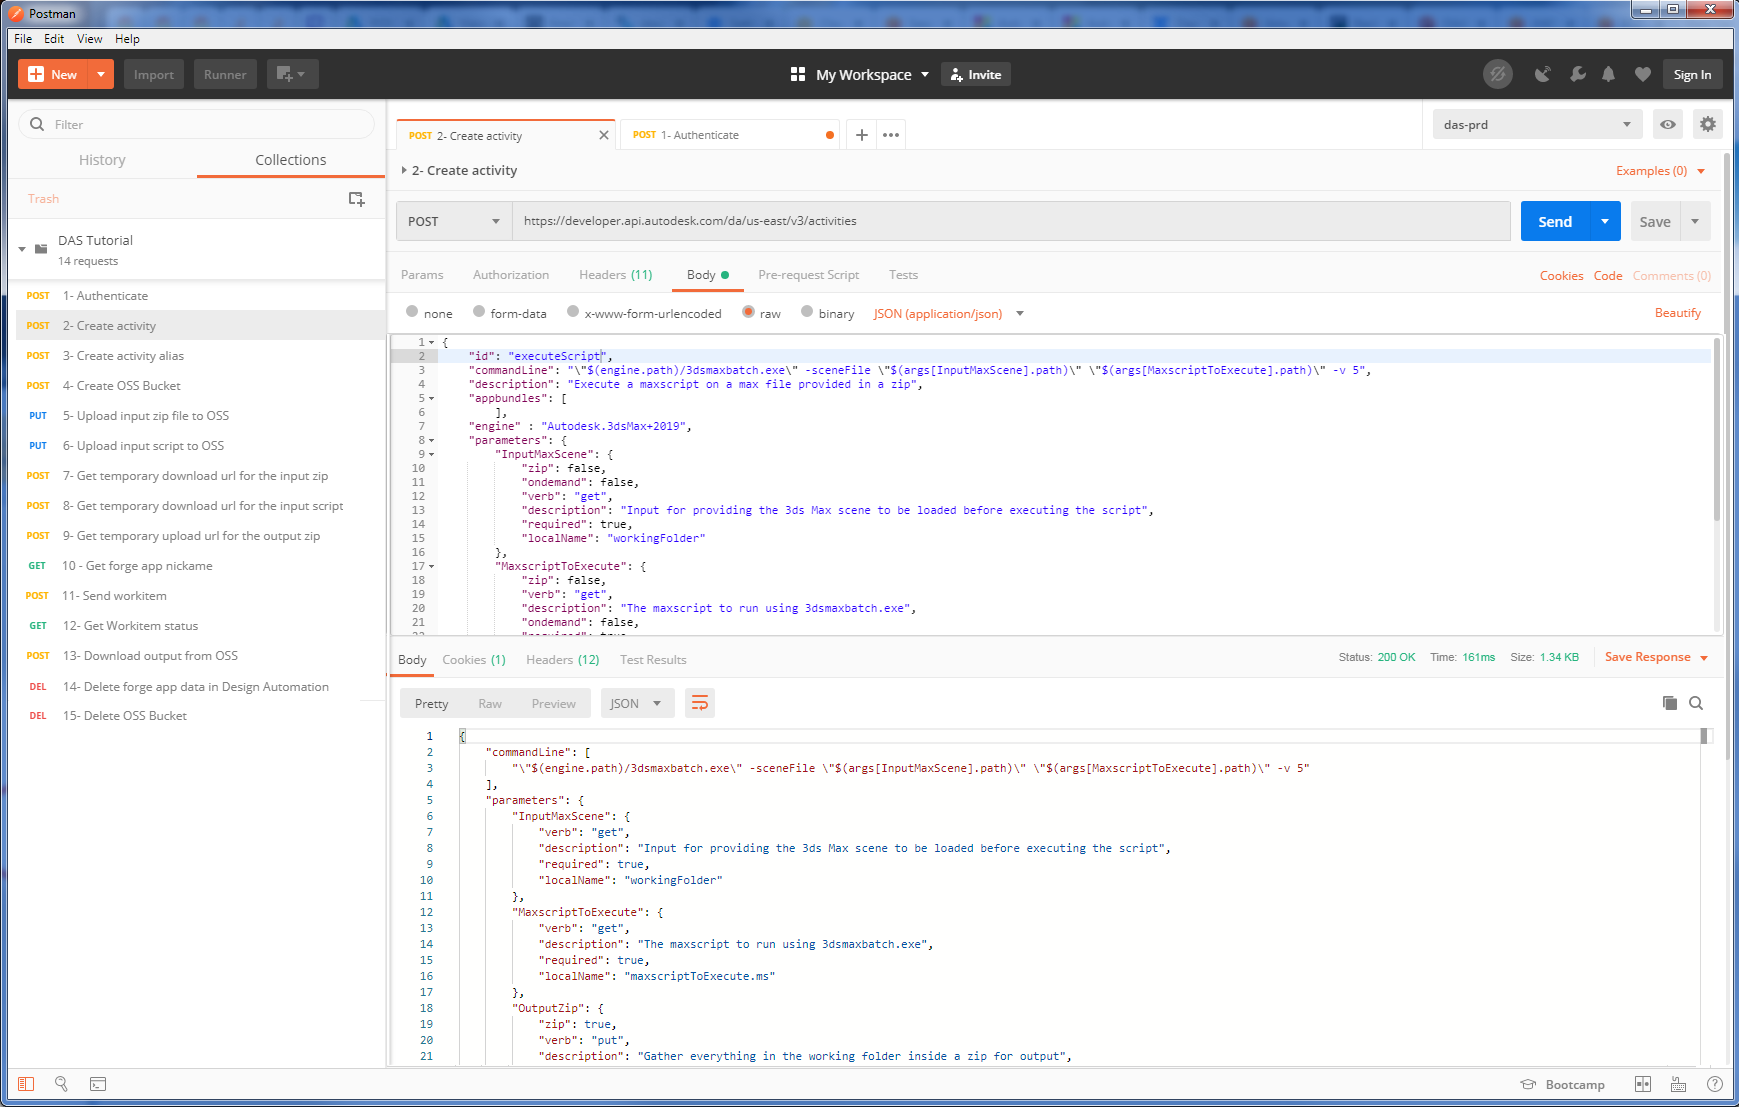 Postman
File Edit View Help
New Import Runner My Workspace Invite Sign In
Filter
History Collections
Trash
DAS Tutorial
14 requests
POST 1- Authenticate
POST 2- Create activity
POST 3- Create activity alias
POST 4- Create OSS Bucket
PUT 5- Upload input zip file to OSS
PUT 6- Upload input script to OSS
POST 7- Get temporary download url for the input zip
POST 8- Get temporary download url for the input script
POST 9- Get temporary upload url for the output zip
GET 10 - Get forge app nickame
POST 11- Send workitem
GET 12- Get Workitem status
POST 13- Download output from OSS
DEL 14- Delete forge app data in Design Automation
DEL 15- Delete OSS Bucket
POST 2- Create activity POST 1- Authenticate
das-prd
2- Create activity Examples (0)
POST https://developer.api.autodesk.com/da/us-east/v3/activities Send Save
Params Authorization Headers (11) Body Pre-request Script Tests Cookies Code Comments (0)
none form-data x-www-form-urlencoded raw binary JSON (application/json) Beautify
1 {
2 "id": "executeScript",
3 "commandLine": "\"$(engine.path)/3dsmaxbatch.exe\" -sceneFile \"$(args[InputMaxScene].path)\" \"$(args[MaxscriptToExecute].path)\" -v 5",
4 "description": "Execute a maxscript on a max file provided in a zip",
5 "appbundles": [
6 ],
7 "engine" : "Autodesk.3dsMax+2019",
8 "parameters": {
9 "InputMaxScene": {
10 "zip": false,
11 "ondemand": false,
12 "verb": "get",
13 "description": "Input for providing the 3ds Max scene to be loaded before executing the script",
14 "required": true,
15 "localName": "workingFolder"
16 },
17 "MaxscriptToExecute": {
18 "zip": false,
19 "verb": "get",
20 "description": "The maxscript to run using 3dsmaxbatch.exe",
21 "ondemand": false,
22 "required": true
Body Cookies (1) Headers (12) Test Results Status: 200 OK Time: 161ms Size: 1.34 KB Save Response
Pretty Raw Preview JSON
1 {
2 "commandLine": [
3 "\"$(engine.path)/3dsmaxbatch.exe\" -sceneFile \"$(args[InputMaxScene].path)\" \"$(args[MaxscriptToExecute].path)\" -v 5"
4 ],
5 "parameters": {
6 "InputMaxScene": {
7 "verb": "get",
8 "description": "Input for providing the 3ds Max scene to be loaded before executing the script",
9 "required": true,
10 "localName": "workingFolder"
11 },
12 "MaxscriptToExecute": {
13 "verb": "get",
14 "description": "The maxscript to run using 3dsmaxbatch.exe",
15 "required": true,
16 "localName": "maxscriptToExecute.ms"
17 },
18 "OutputZip": {
19 "zip": true,
20 "verb": "put",
21 "description": "Gather everything in the working folder inside a zip for output",
Bootcamp